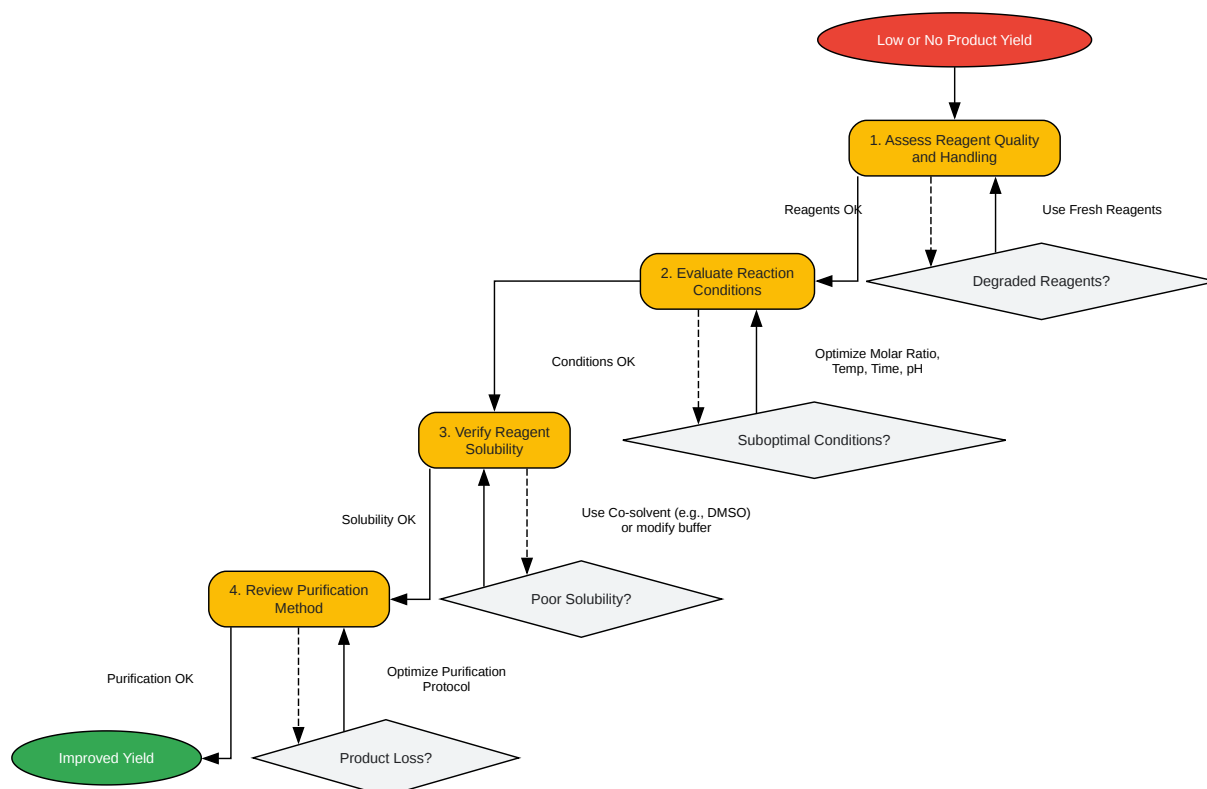 Low or No Product Yield
1. Assess Reagent Quality
and Handling
Reagents OK
Use Fresh Reagents
2. Evaluate Reaction
Conditions
Degraded Reagents?
Conditions OK
Optimize Molar Ratio,
Temp, Time, pH
3. Verify Reagent
Solubility
Suboptimal Conditions?
Solubility OK
Use Co-solvent (e.g., DMSO)
or modify buffer
4. Review Purification
Method
Poor Solubility?
Purification OK
Optimize Purification
Protocol
Improved Yield
Product Loss?